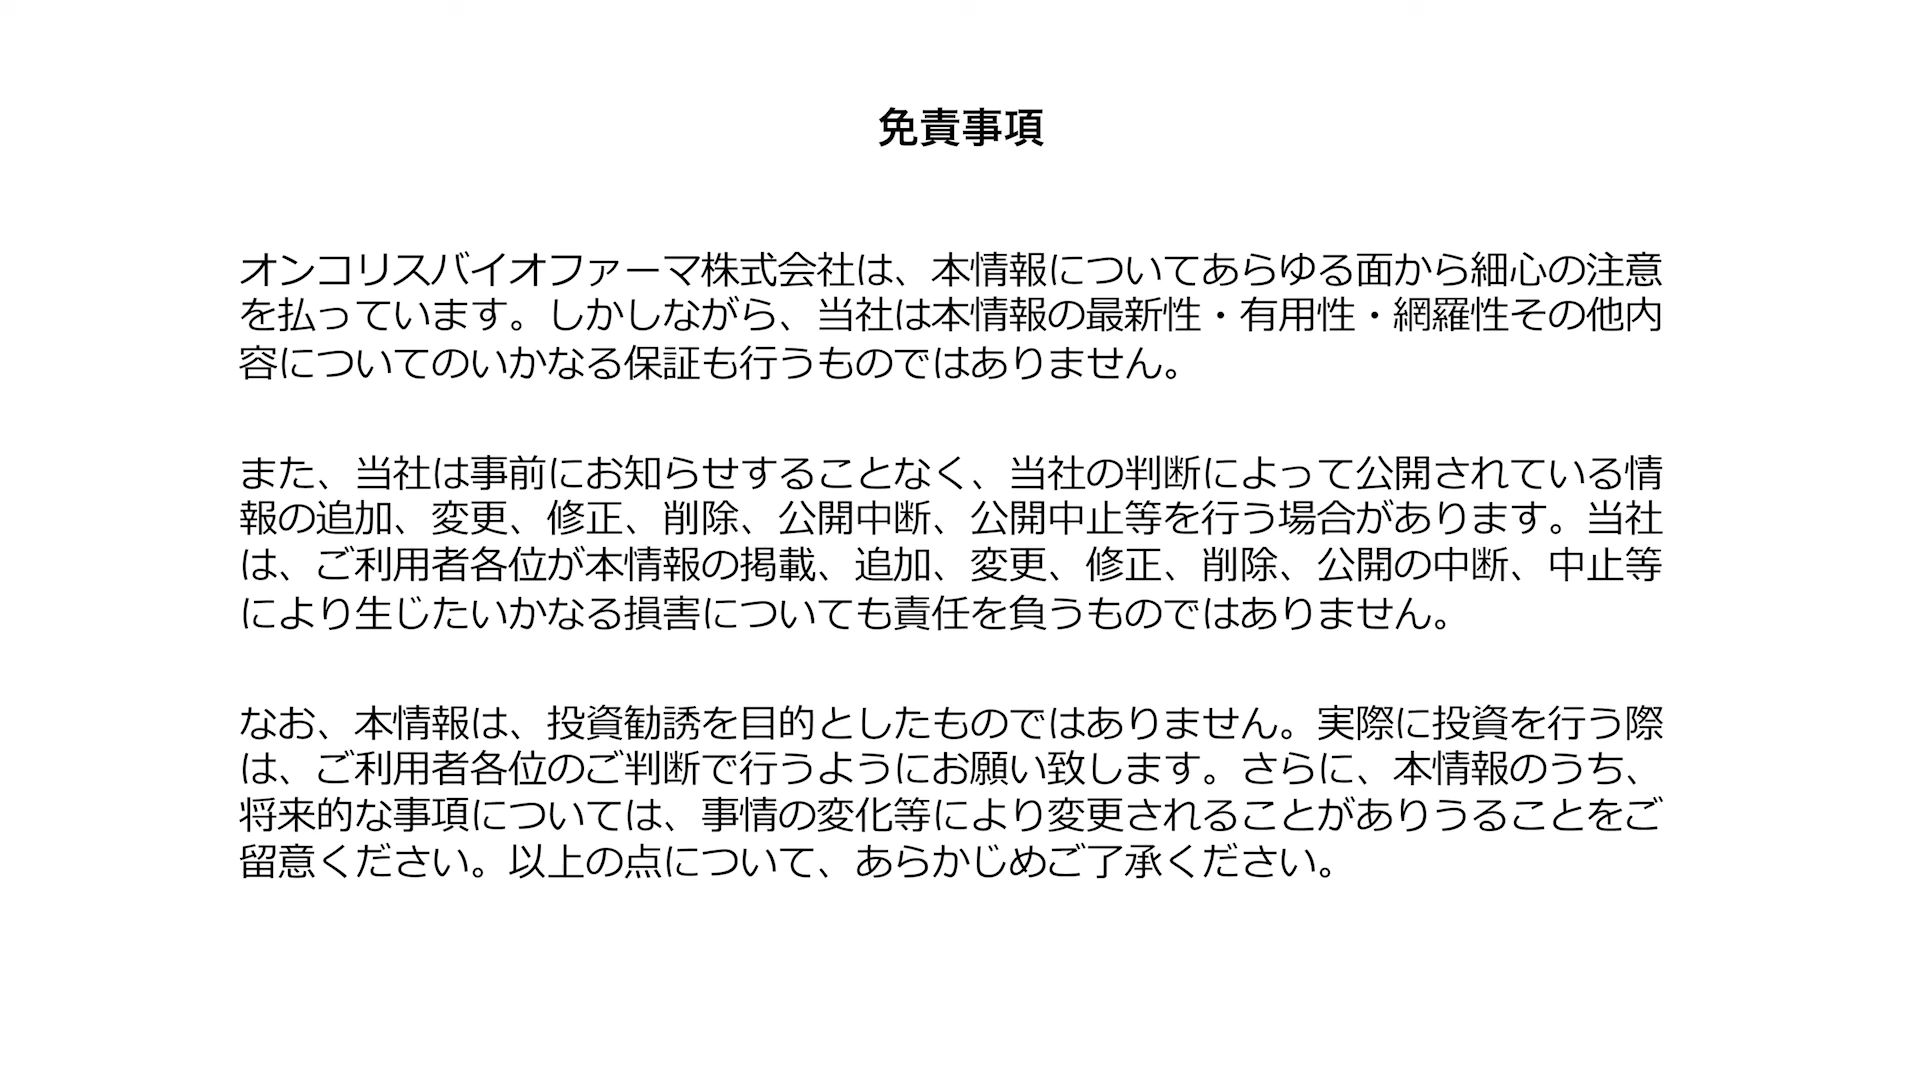 免責事項
オンコリスバイオファーマ株式会社は、本情報についてあらゆる面から細心の注意
を払っています。しかしながら、当社は本情報の最新性・有用性・網羅性その他内
容についてのいかなる保証も行うものではありません。
また、当社は事前にお知らせすることなく、当社の判断によって公開されている情
報の追加、変更、修正、削除、公開中断、公開中止等を行う場合があります。当社
は、ご利用者各位が本情報の掲載、追加、変更、修正、削除、公開の中断、中止等
により生じたいかなる損害についても責任を負うものではありません。
なお、本情報は、投資勧誘を目的としたものではありません。実際に投資を行う際
は、ご利用者各位のご判断で行うようにお願い致します。さらに、本情報のうち、
将来的な事項については、事情の変化等により変更されることがありうることをご
留意ください。以上の点について、あらかじめご了承ください。